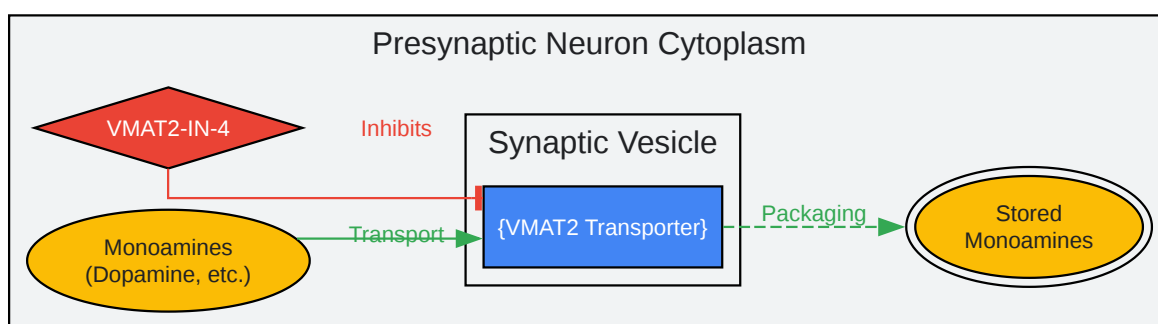 Presynaptic Neuron Cytoplasm
VMAT2-IN-4
Inhibits
Synaptic Vesicle
{VMAT2 Transporter}
Monoamines
(Dopamine, etc.)
Transport
Packaging
Stored
Monoamines